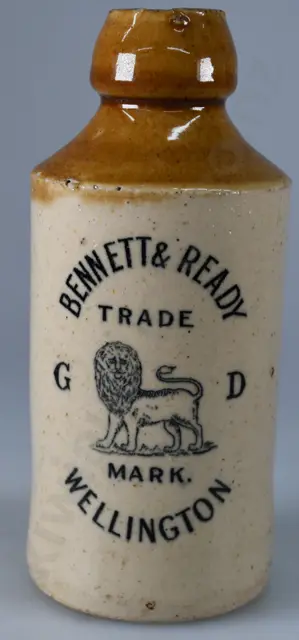 BENNETT & READY
TRADE
G D
MARK.
WELLINGTON